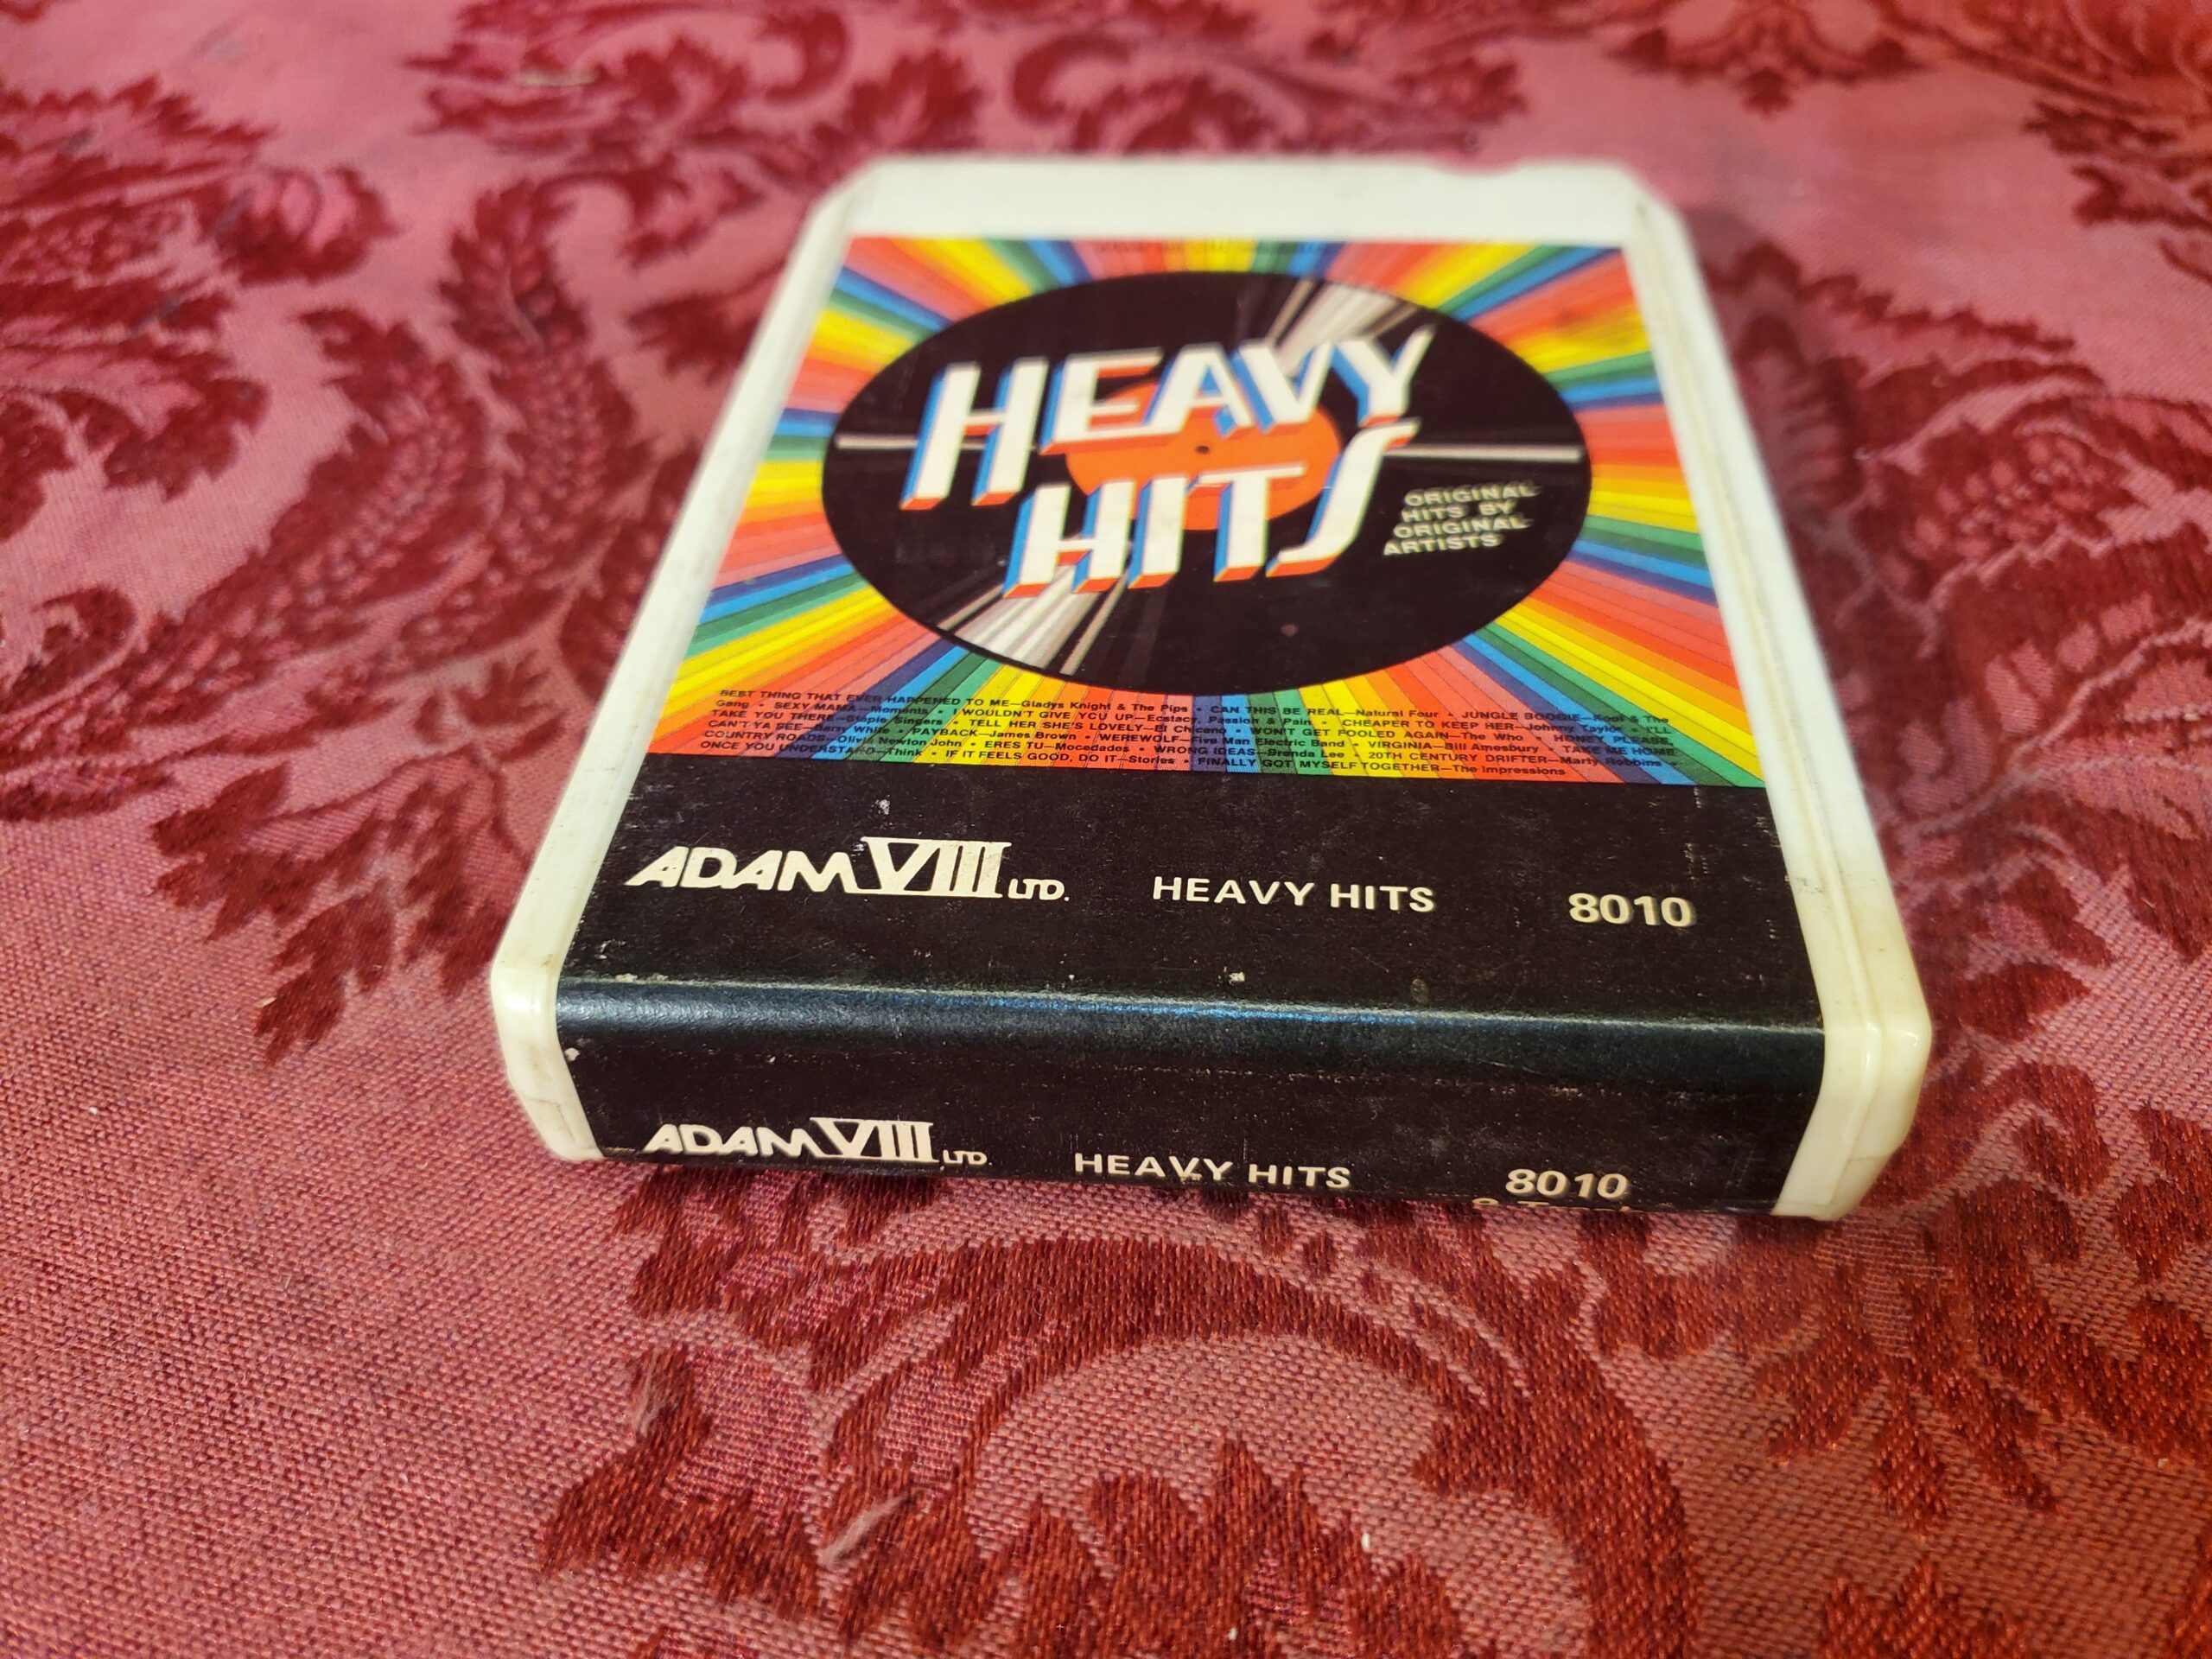 HEAVY
HITS
ORIGINAL
HITS BY
ORIGINAL
ARTISTS
BEST THING THAT EVER HAPPENED TO ME—Gladys Knight & The Pips • CAN THIS BE REAL—Natural Four • JUNGLE BOOGIE—Kool & The
Gang • SEXY MAMA—Moments • I WOULDN'T GIVE YOU UP—Ecstacy, Passion & Pain • CHEAPER TO KEEP HER—Johnny Taylor • I'LL
TAKE YOU THERE—Staple Singers • TELL HER SHE'S LOVELY—El Chicano • WON'T GET FOOLED AGAIN—The Who • HONEY PLEASE,
CAN'T YA SEE—Barry White • PAYBACK—James Brown • WEREWOLF—Five Man Electric Band • VIRGINIA—Bill Amesbury • TAKE ME HOME
COUNTRY ROADS—Olivia Newton John • ERES TU—Mocedades • WRONG IDEAS—Brenda Lee • 20TH CENTURY DRIFTER—Marty Robbins •
ONCE YOU UNDERSTAND—Think • IF IT FEELS GOOD, DO IT—Stories • FINALLY GOT MYSELF TOGETHER—The Impressions
ADAM VIII LTD. HEAVY HITS 8010
ADAM VIII LTD. HEAVY HITS 8010